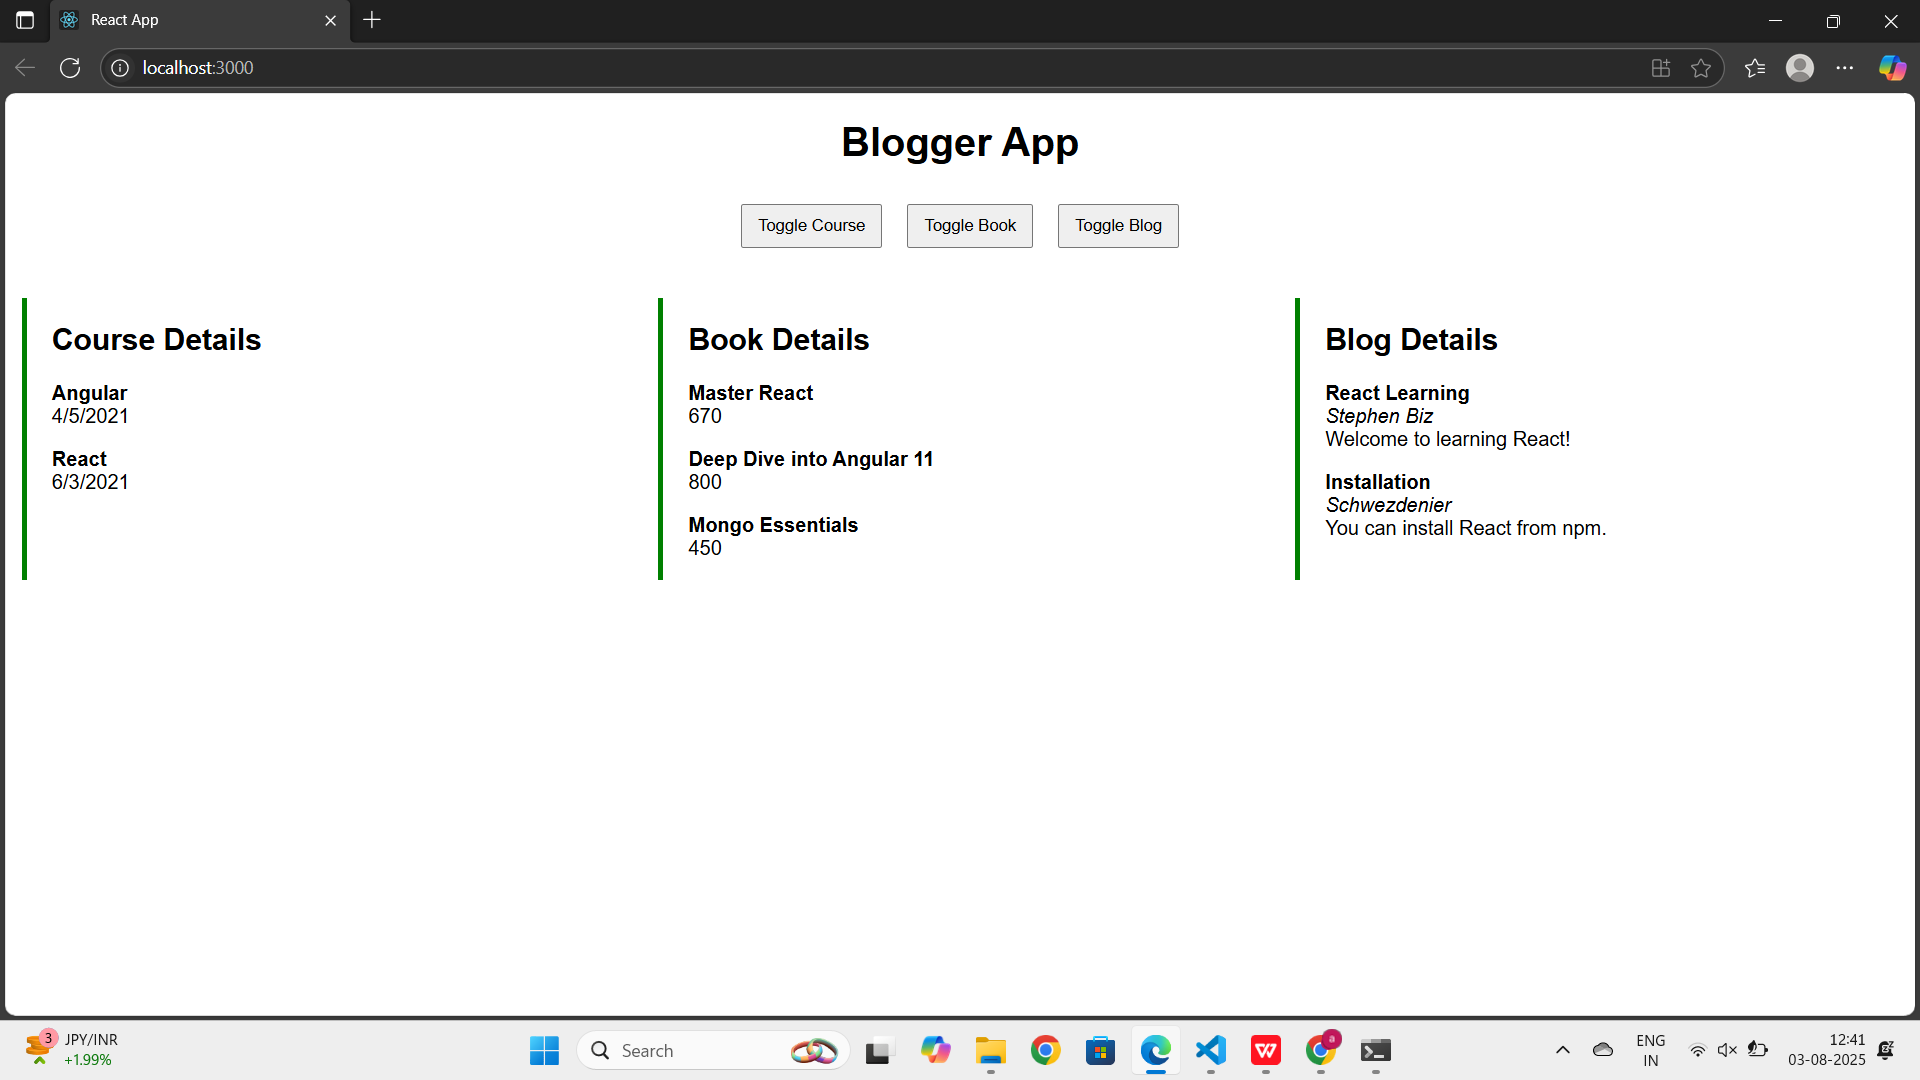 React App
localhost:3000
Blogger App
Toggle Course
Toggle Book
Toggle Blog
Course Details
Angular
4/5/2021
React
6/3/2021
Book Details
Master React
670
Deep Dive into Angular 11
800
Mongo Essentials
450
Blog Details
React Learning
Stephen Biz
Welcome to learning React!
Installation
Schwezdenier
You can install React from npm.
3
JPY/INR
+1.99%
Search
a
ENG
IN
12:41
03-08-2025